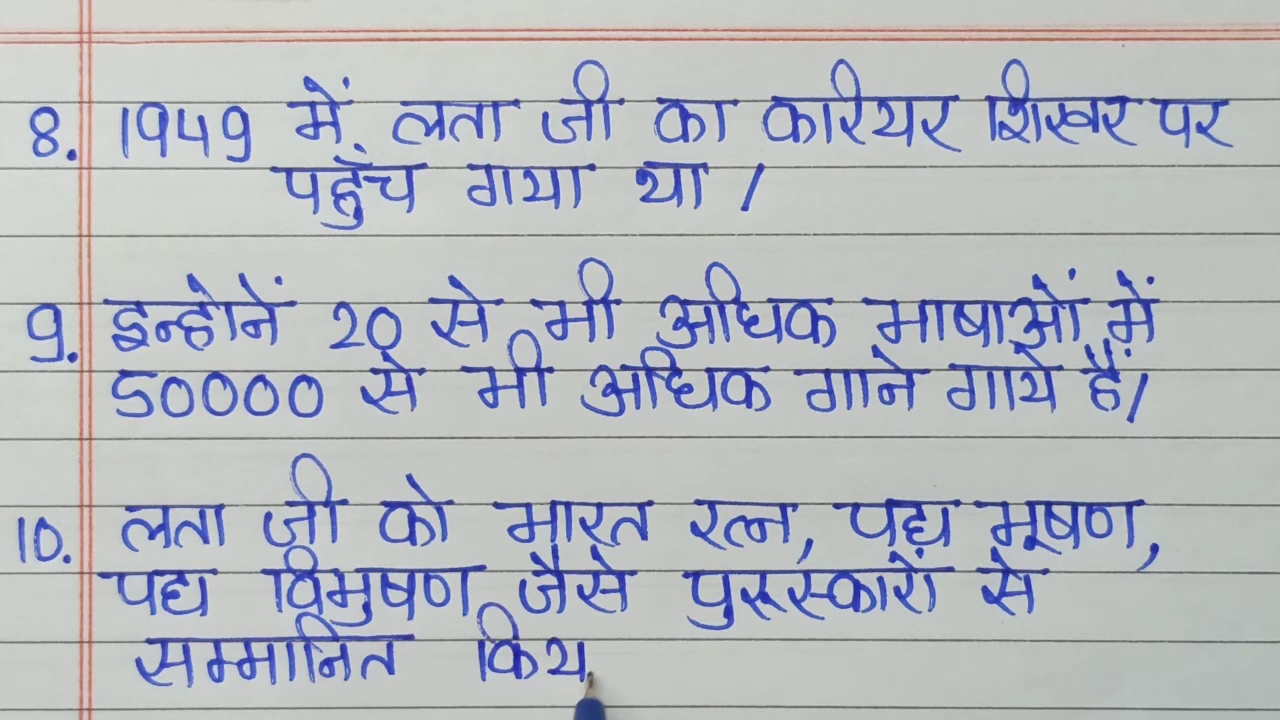 8. 1949 में लता जी का करियर शिखर पर
पहुँच गया था /
9. इन्होनें 20 से भी अधिक भाषाओं में
50000 से भी अधिक गाने गाये हैं/
10. लता जी को भारत रत्न, पद्म भूषण,
पद्म विभुषण जैसे पुरूस्कारों से
सम्मानित किय